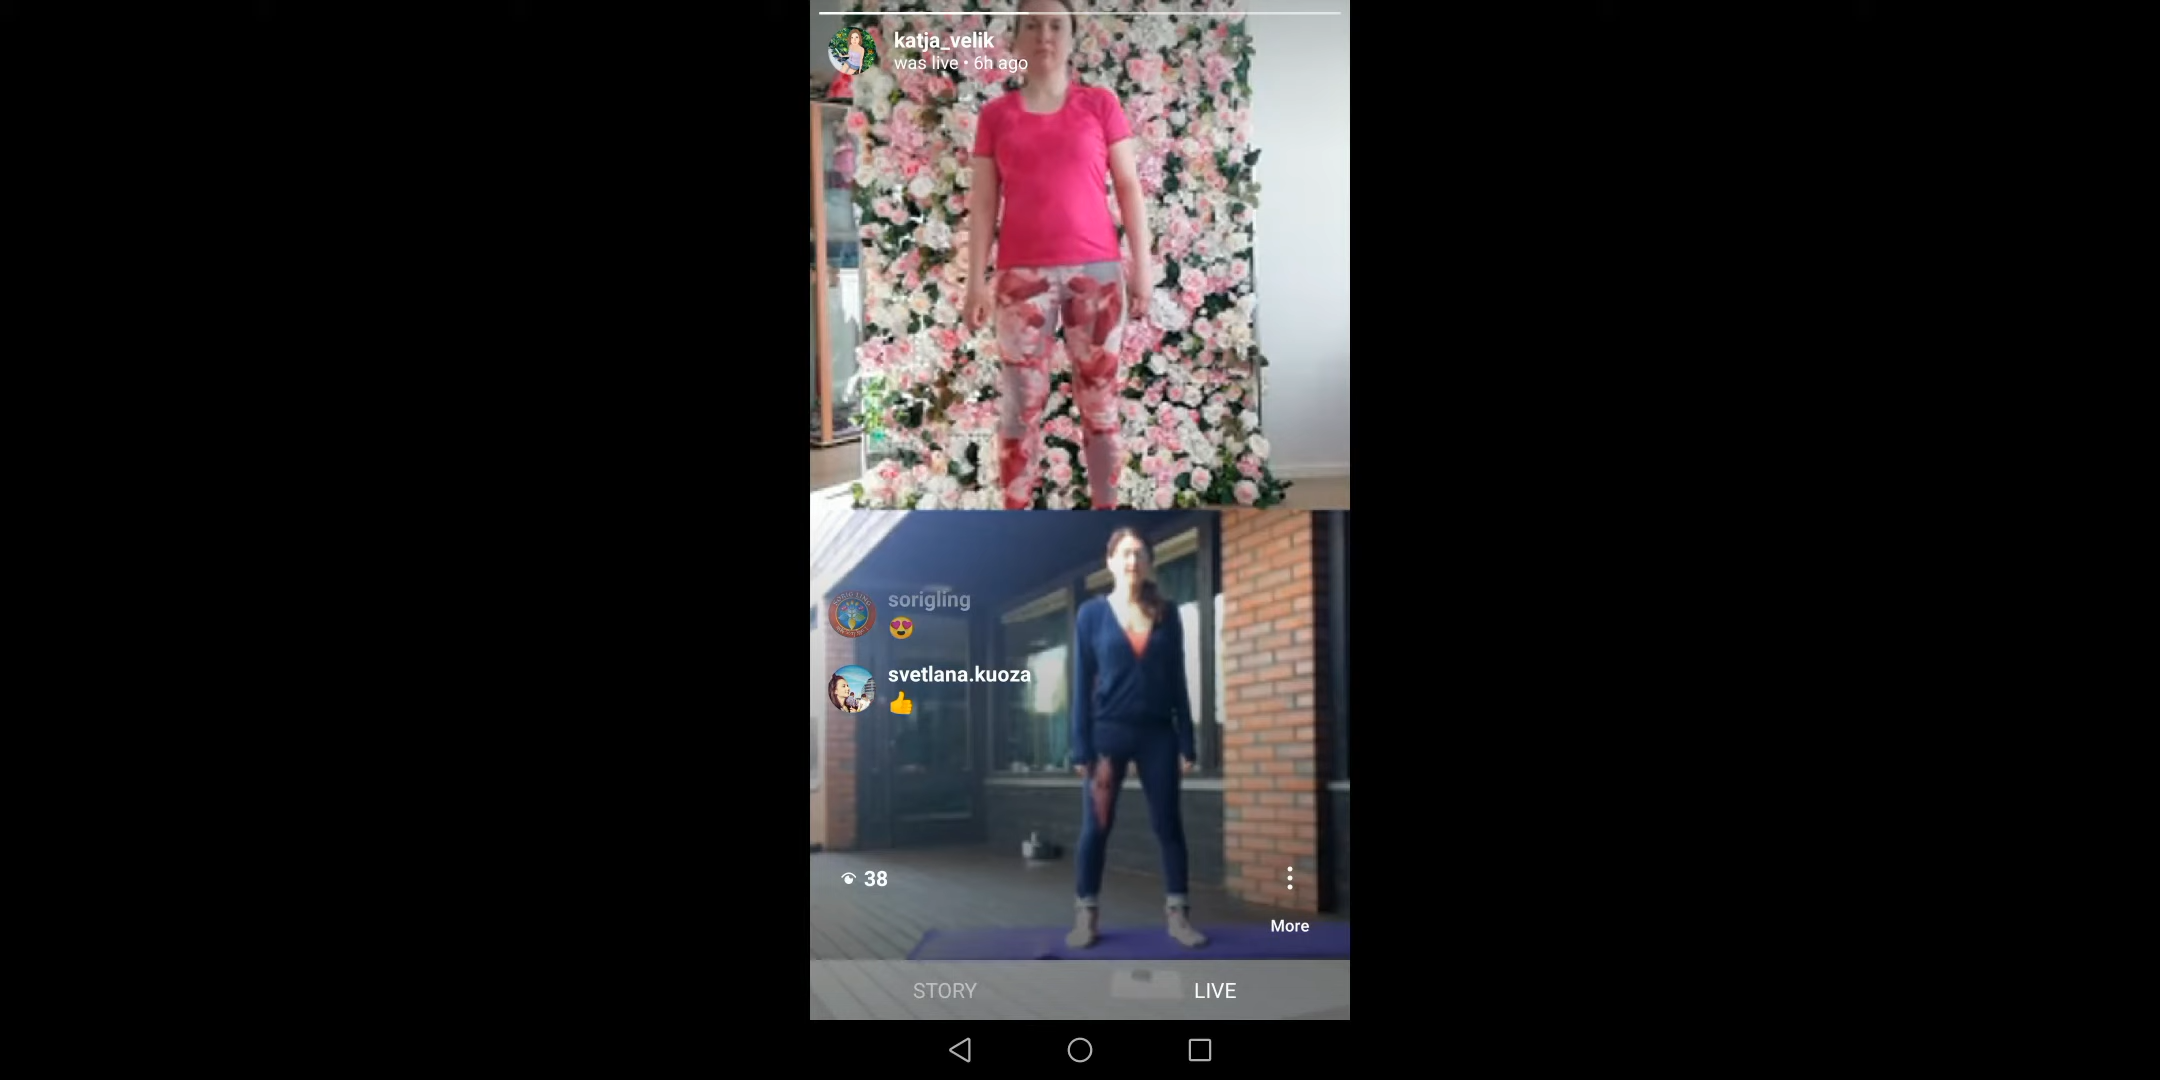 katja_velik
was live • 6h ago
sorigling
😍
svetlana.kuoza
👍
38
More
STORY
LIVE